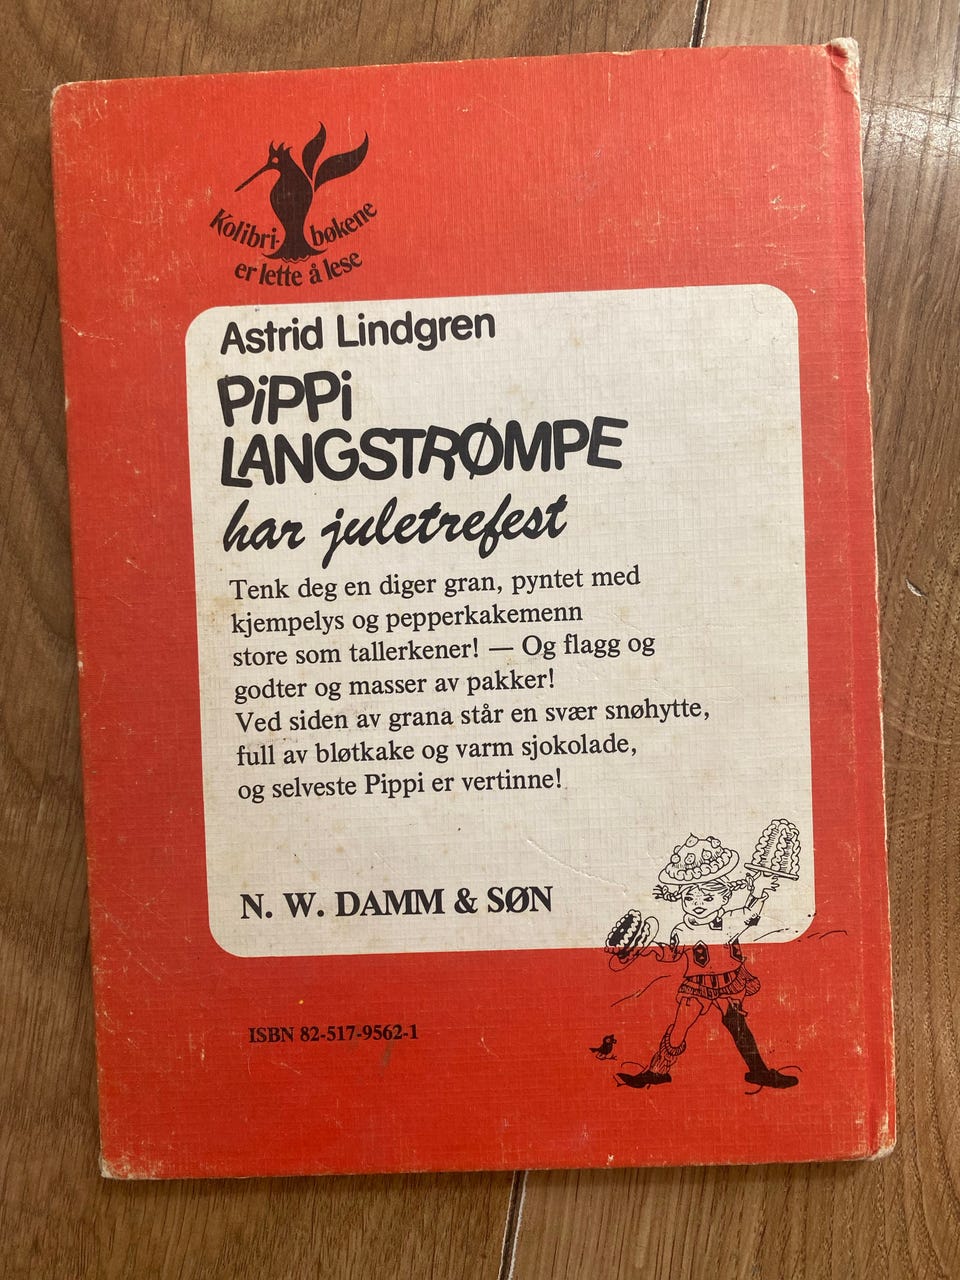 Kolibri-bøkene
er lette å lese
Astrid Lindgren
PiPPi
LANGSTRØMPE
har juletrefest
Tenk deg en diger gran, pyntet med
kjempelys og pepperkakemenn
store som tallerkener! — Og flagg og
godter og masser av pakker!
Ved siden av grana står en svær snøhytte,
full av bløtkake og varm sjokolade,
og selveste Pippi er vertinne!
N. W. DAMM & SØN
ISBN 82-517-9562-1